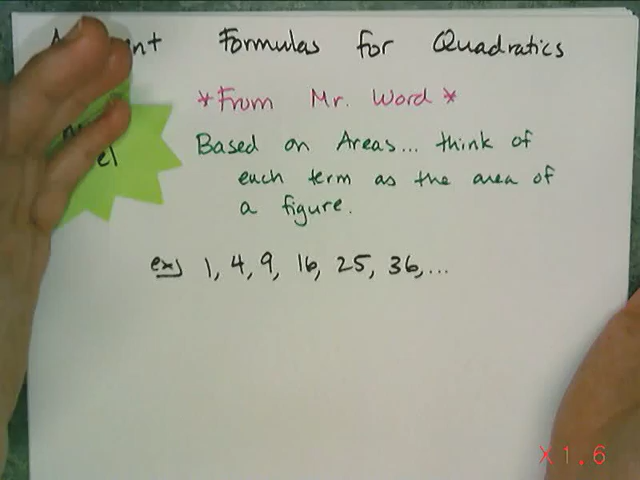 Formulas for Quadratics
*From Mr. Word*
Based on Areas... think of
each term as the area of
a figure.
ex) 1, 4, 9, 16, 25, 36, ...
X1.6